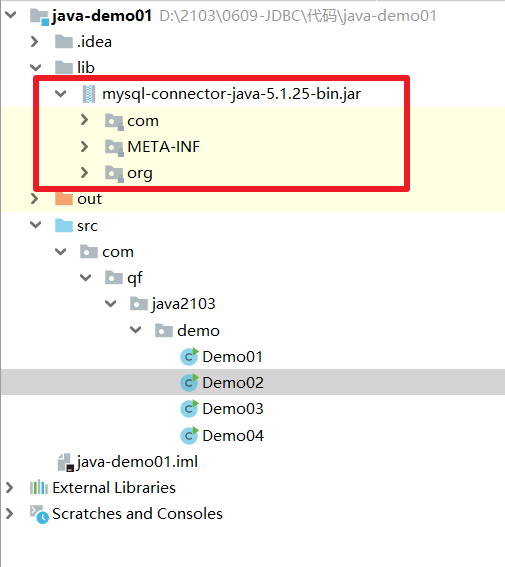 java-demo01 D:\2103\0609-JDBC\代码\java-demo01
.idea
lib
mysql-connector-java-5.1.25-bin.jar
com
META-INF
org
out
src
com
qf
java2103
demo
Demo01
Demo02
Demo03
Demo04
java-demo01.iml
External Libraries
Scratches and Consoles